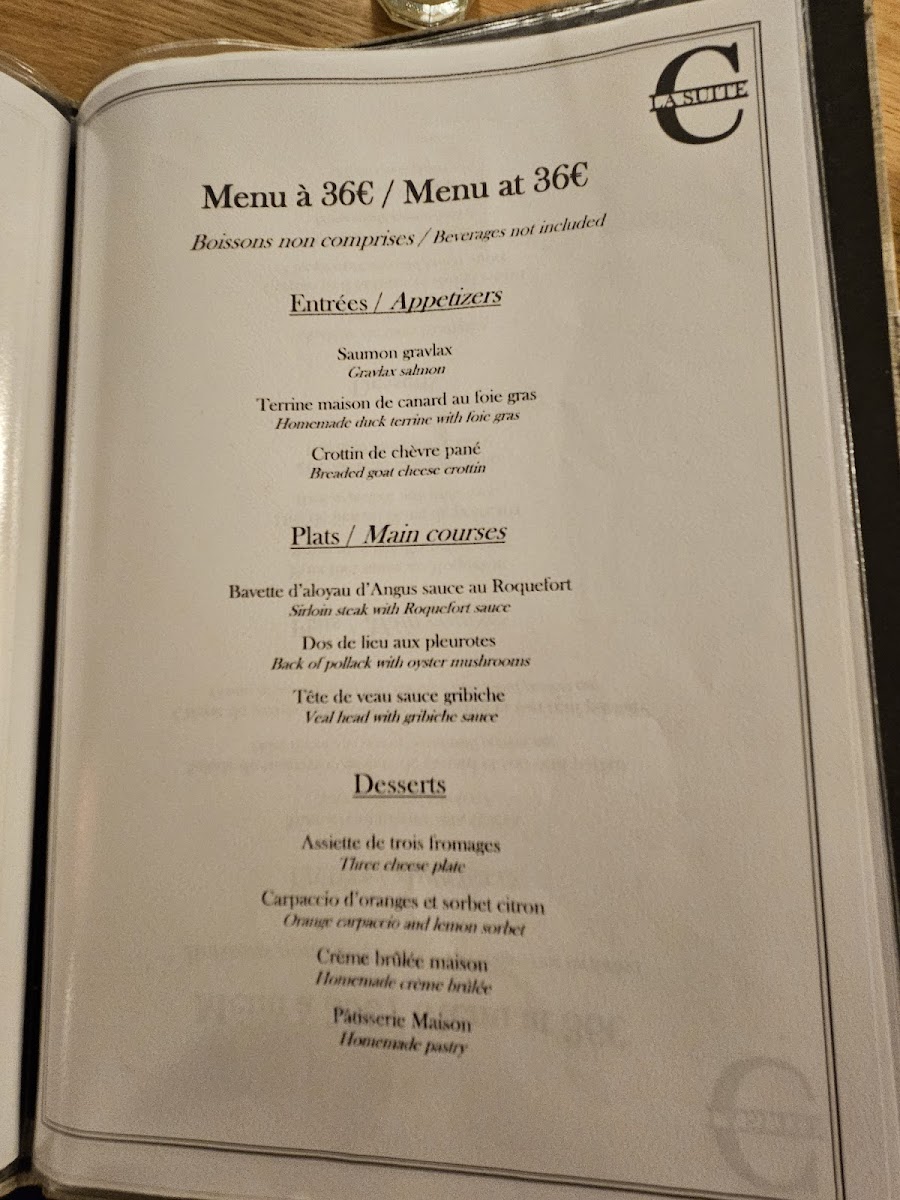 C
LA SUITE
Menu à 36€ / Menu at 36€
Boissons non comprises / Beverages not included
Entrées / Appetizers
Saumon gravlax
Gravlax salmon
Terrine maison de canard au foie gras
Homemade duck terrine with foie gras
Crottin de chèvre pané
Breaded goat cheese crottin
Plats / Main courses
Bavette d'aloyau d'Angus sauce au Roquefort
Sirloin steak with Roquefort sauce
Dos de lieu aux pleurotes
Back of pollack with oyster mushrooms
Tête de veau sauce gribiche
Veal head with gribiche sauce
Desserts
Assiette de trois fromages
Three cheese plate
Carpaccio d'oranges et sorbet citron
Orange carpaccio and lemon sorbet
Crème brûlée maison
Homemade crème brûlée
Pâtisserie Maison
Homemade pastry